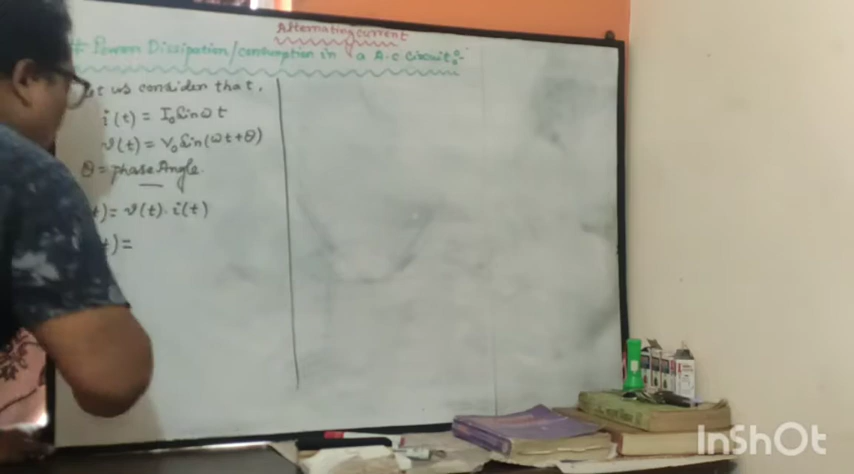 Alternating current
# Power Dissipation/consumption in a A.C Circuit:-
et us consider that,
i(t) = I₀ Sin ω t
v(t) = V₀ Sin (ωt + θ)
θ = phase Angle.
t) = v(t) . i(t)
t) =
InShOt